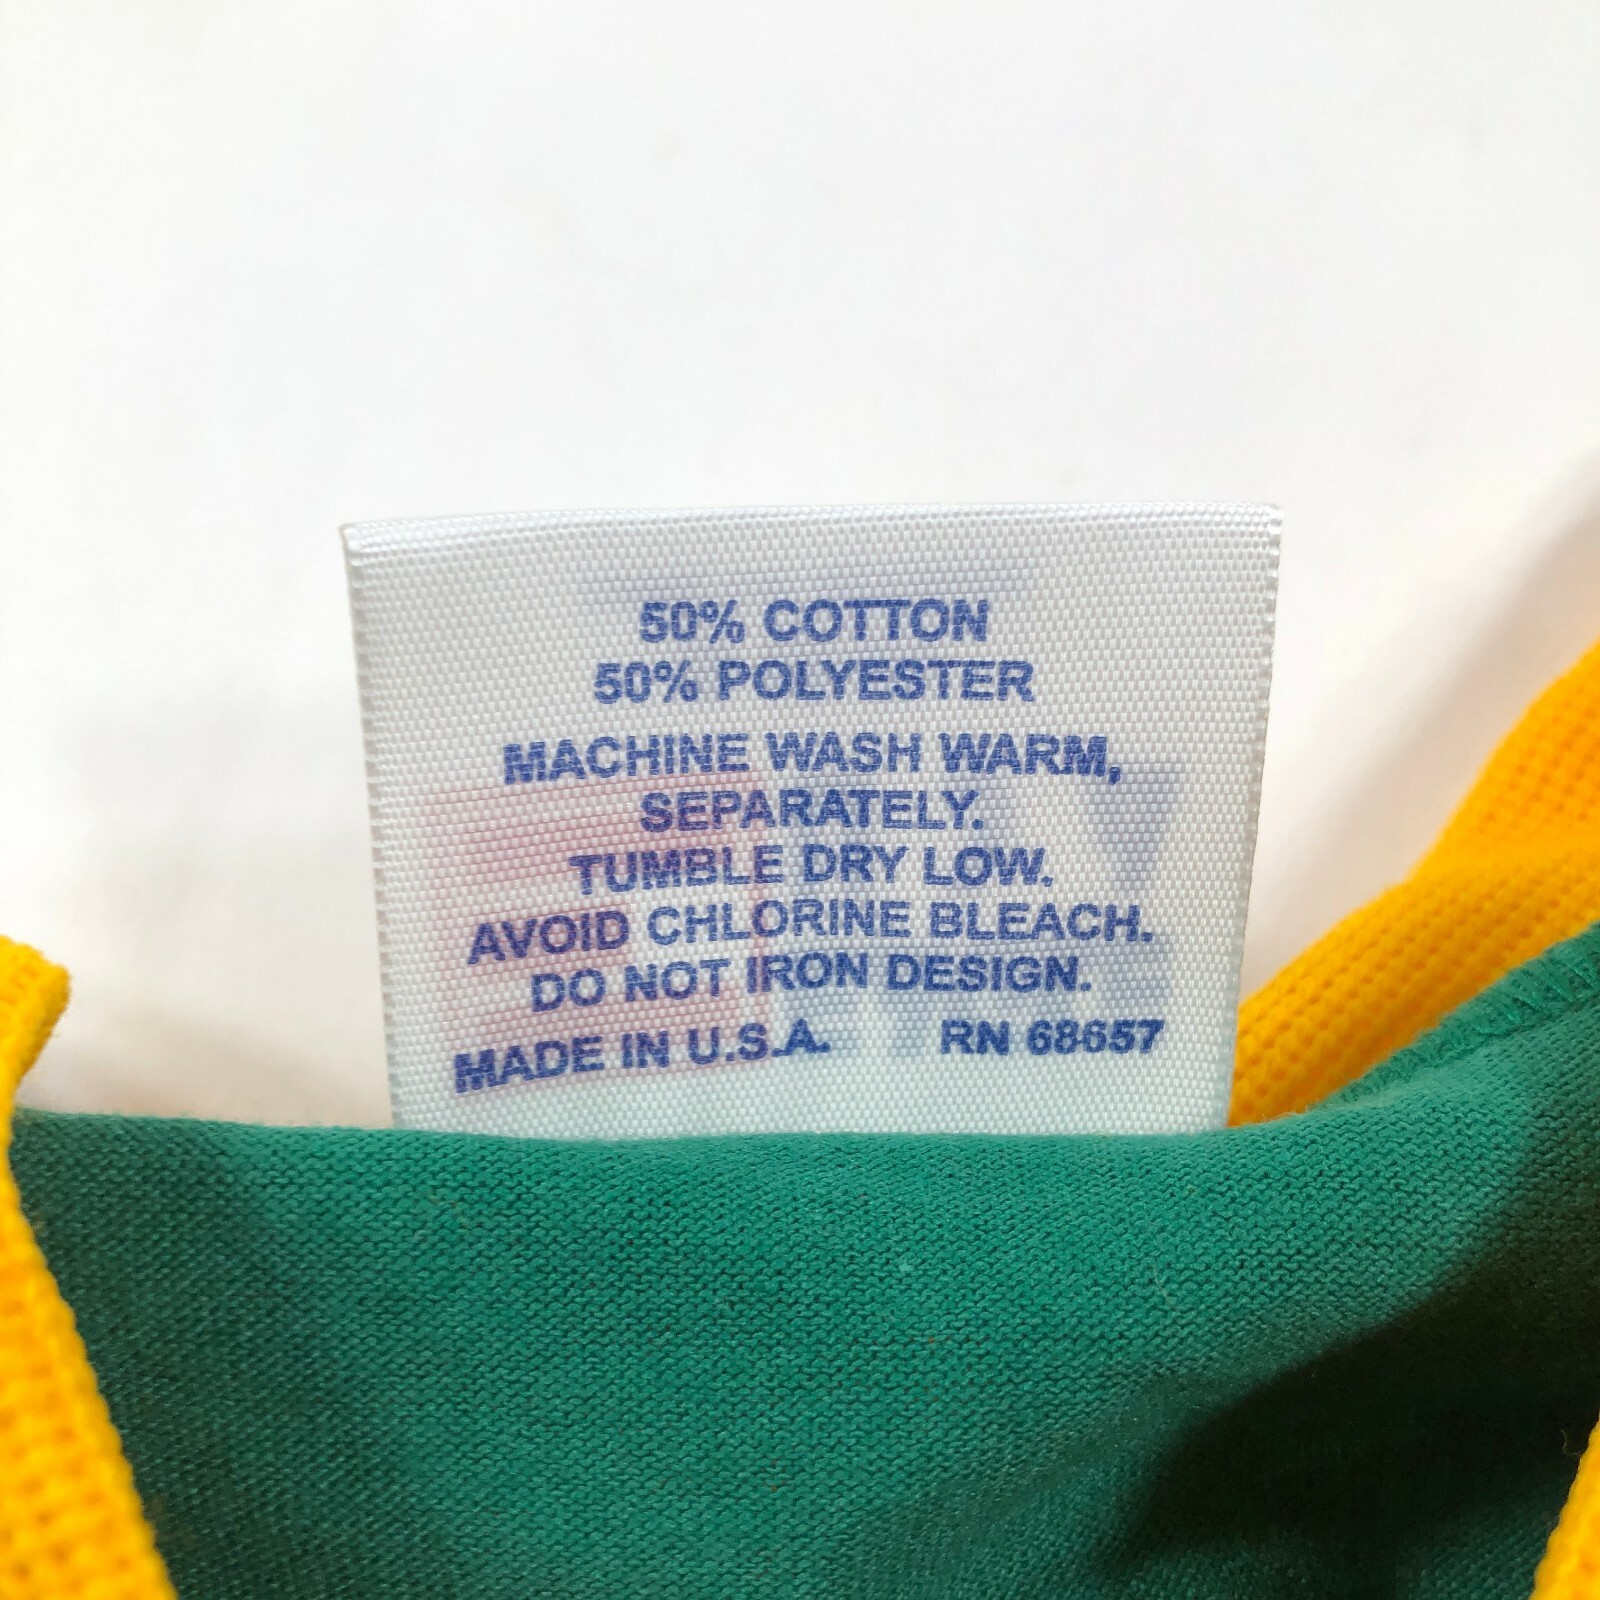 50% COTTON
50% POLYESTER
MACHINE WASH WARM,
SEPARATELY.
TUMBLE DRY LOW.
AVOID CHLORINE BLEACH.
DO NOT IRON DESIGN.
MADE IN U.S.A. RN 68657